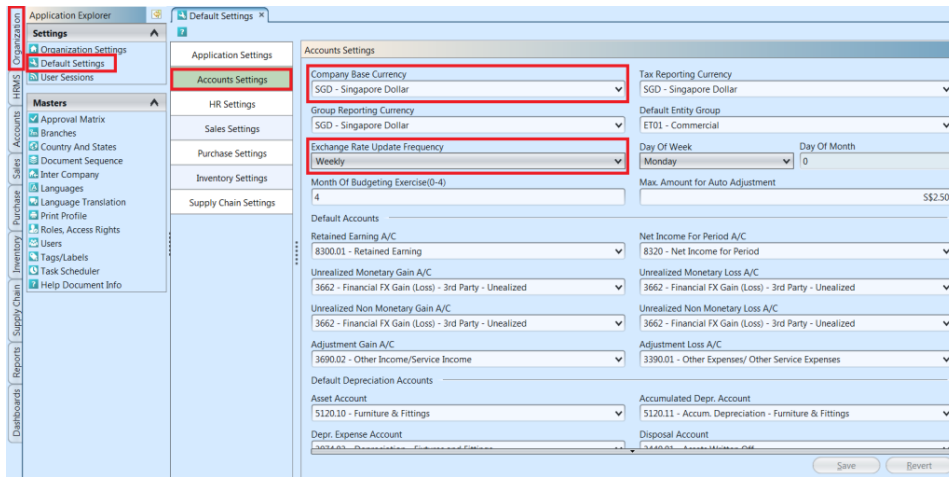 Organization
HRMS
Accounts
Sales
Purchase
Inventory
Supply Chain
Reports
Dashboards
Application Explorer
Settings
Organization Settings
Default Settings
User Sessions
Masters
Approval Matrix
Branches
Country And States
Document Sequence
Inter Company
Languages
Language Translation
Print Profile
Roles, Access Rights
Users
Tags/Labels
Task Scheduler
Help Document Info
Default Settings ×
Application Settings
Accounts Settings
HR Settings
Sales Settings
Purchase Settings
Inventory Settings
Supply Chain Settings
Accounts Settings
Company Base Currency Tax Reporting Currency
SGD - Singapore Dollar SGD - Singapore Dollar
Group Reporting Currency Default Entity Group
SGD - Singapore Dollar ET01 - Commercial
Exchange Rate Update Frequency Day Of Week Day Of Month
Weekly Monday 0
Month Of Budgeting Exercise(0-4) Max. Amount for Auto Adjustment
4 S$2.50
Default Accounts
Retained Earning A/C Net Income For Period A/C
8300.01 - Retained Earning 8320 - Net Income for Period
Unrealized Monetary Gain A/C Unrealized Monetary Loss A/C
3662 - Financial FX Gain (Loss) - 3rd Party - Unealized 3662 - Financial FX Gain (Loss) - 3rd Party - Unealized
Unrealized Non Monetary Gain A/C Unrealized Non Monetary Loss A/C
3662 - Financial FX Gain (Loss) - 3rd Party - Unealized 3662 - Financial FX Gain (Loss) - 3rd Party - Unealized
Adjustment Gain A/C Adjustment Loss A/C
3690.02 - Other Income/Service Income 3390.01 - Other Expenses/ Other Service Expenses
Default Depreciation Accounts
Asset Account Accumulated Depr. Account
5120.10 - Furniture & Fittings 5120.11 - Accum. Depreciation - Furniture & Fittings
Depr. Expense Account Disposal Account
Save Revert